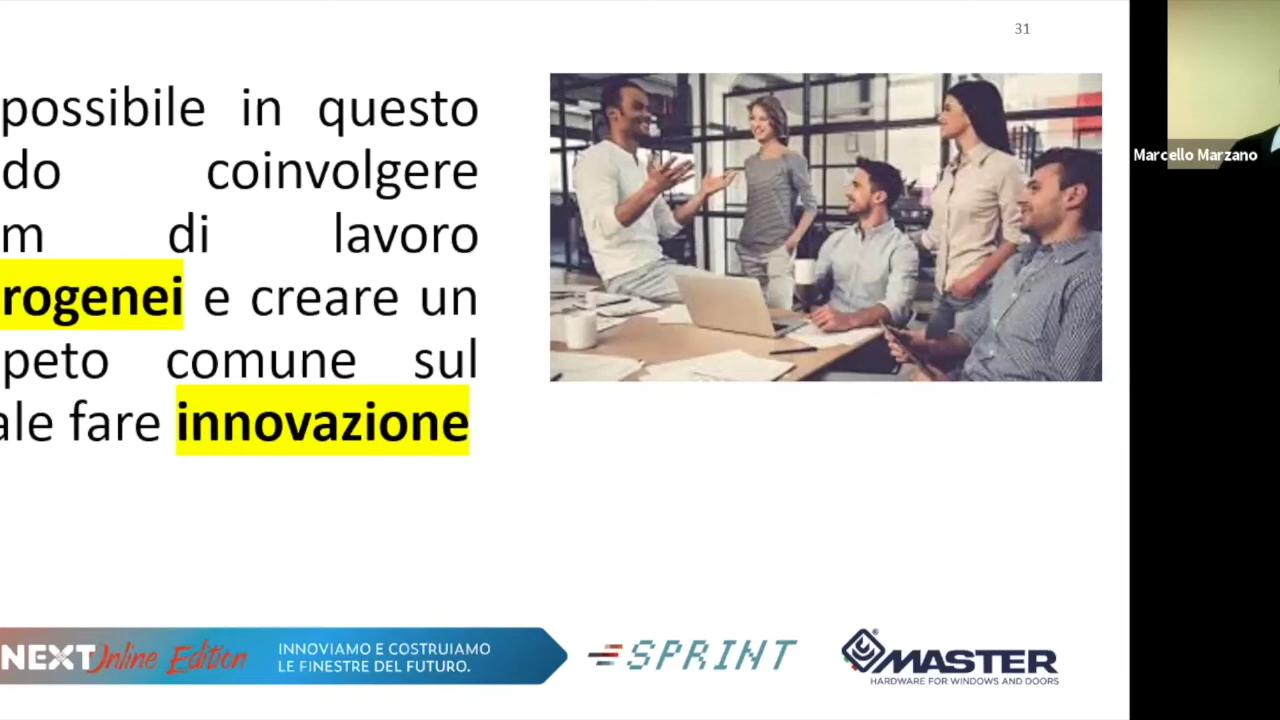 31
possibile in questo
do coinvolgere
m di lavoro
rogenei e creare un
peto comune sul
ale fare innovazione
Marcello Marzano
NEXT Online Edition
INNOVIAMO E COSTRUIAMO
LE FINESTRE DEL FUTURO.
SPRINT
MASTER
HARDWARE FOR WINDOWS AND DOORS